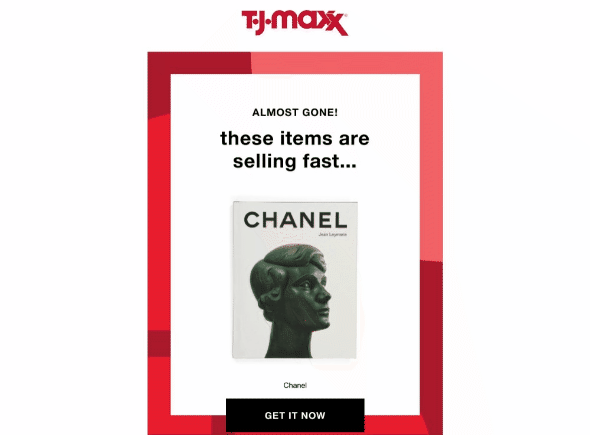 T·J·maxx®
ALMOST GONE!
these items are
selling fast...
CHANEL
Jean Leymarie
Chanel
GET IT NOW